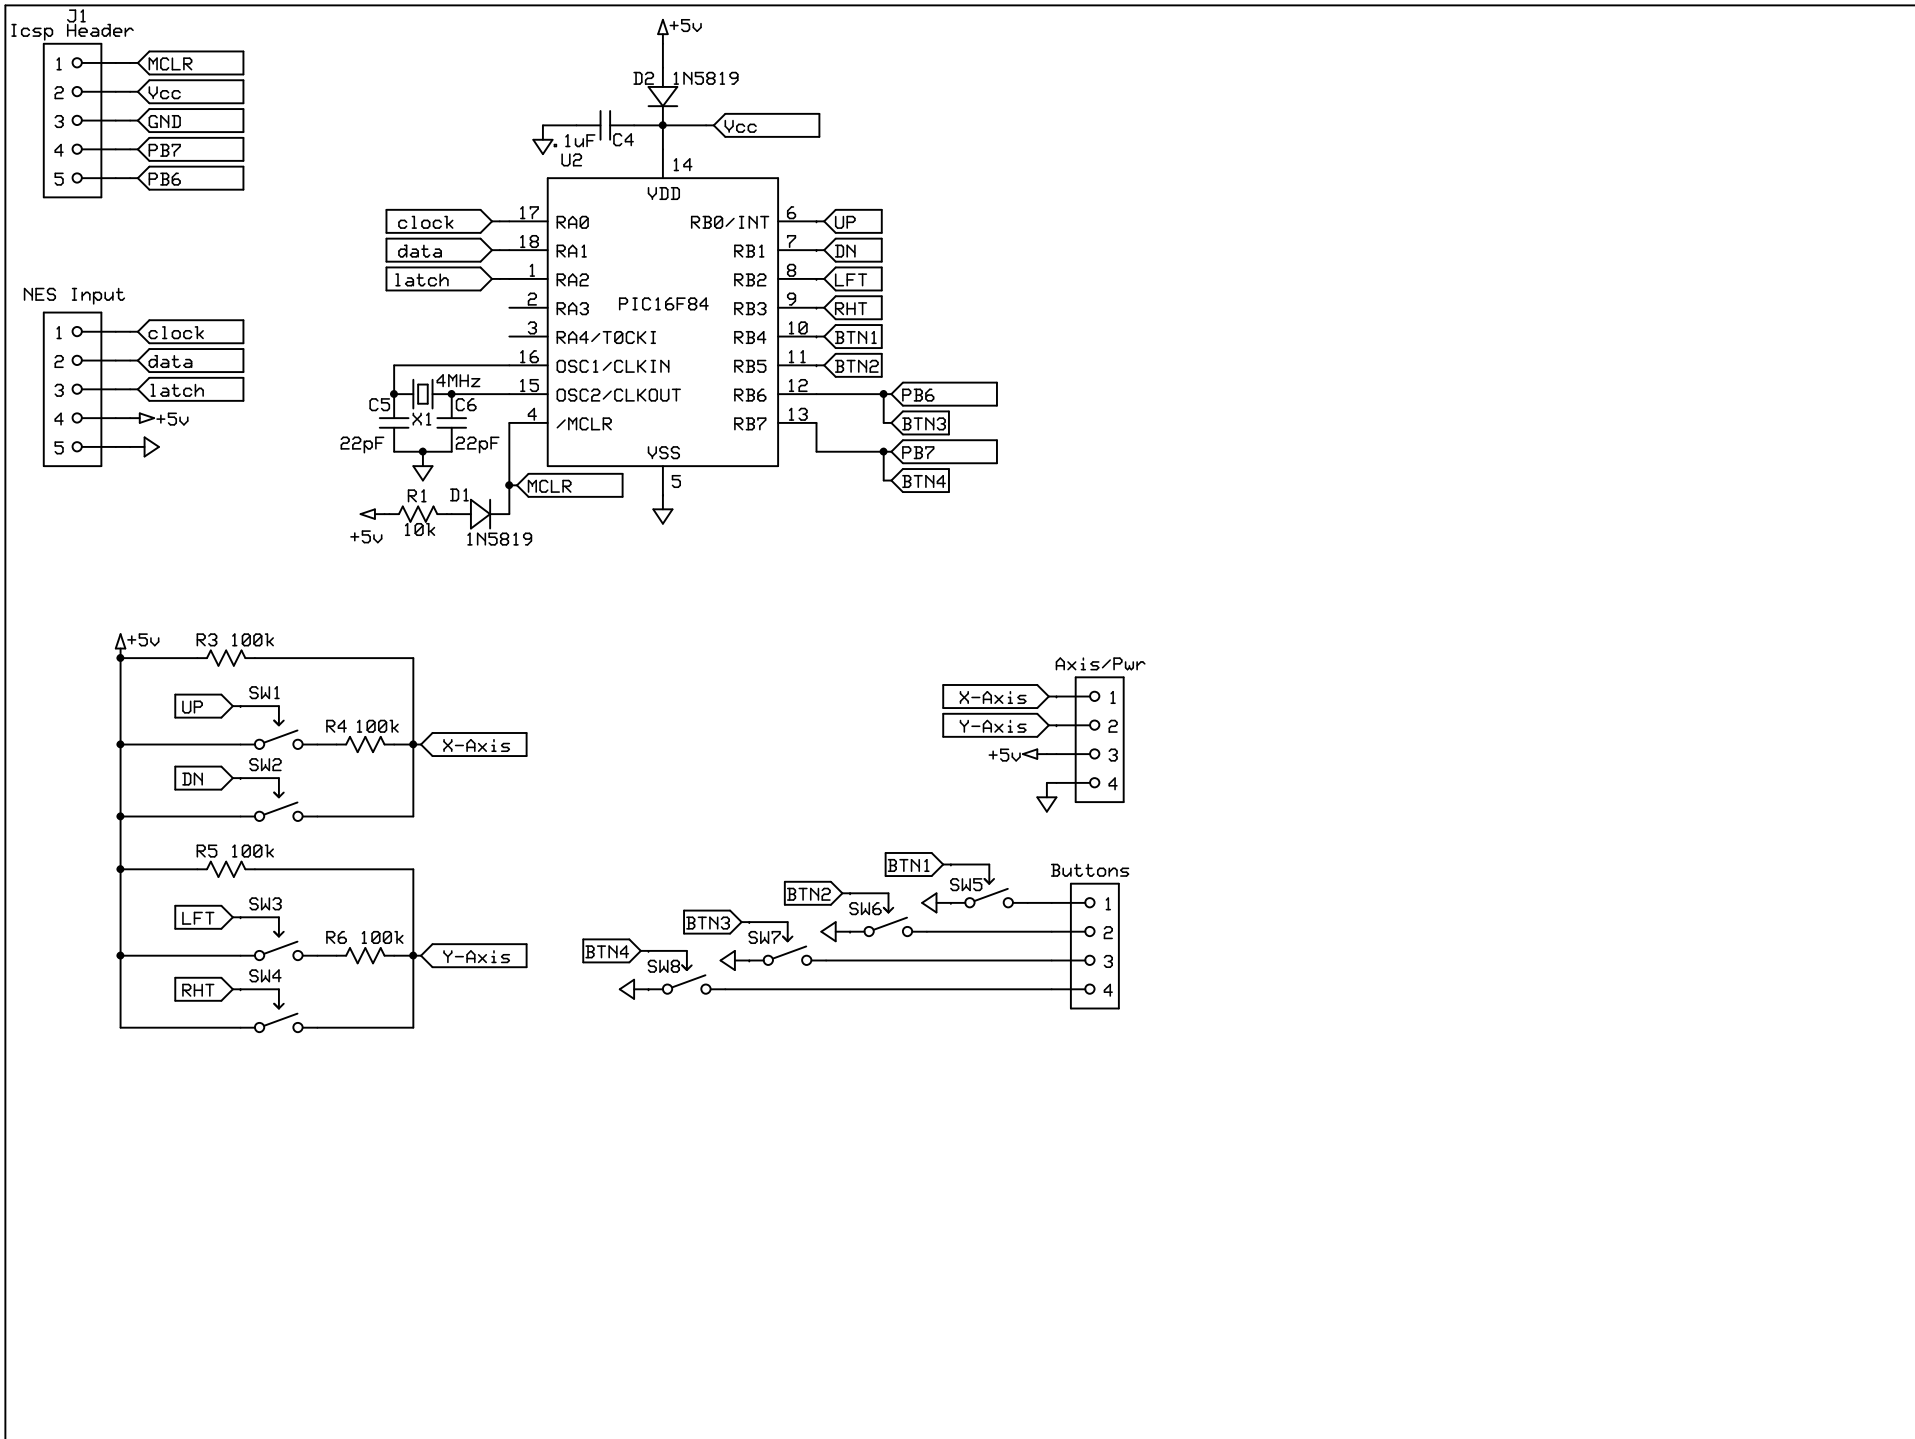 J1
Icsp Header
1 MCLR
2 Vcc
3 GND
4 PB7
5 PB6
NES Input
1 clock
2 data
3 latch
4 +5v
5
+5v
D2 1N5819
.1uF C4
Vcc
U2
14
VDD
clock 17 RA0
data 18 RA1
latch 1 RA2
2 RA3
3 RA4/T0CKI
16 OSC1/CLKIN
15 OSC2/CLKOUT
4 /MCLR
PIC16F84
RB0/INT 6 UP
RB1 7 DN
RB2 8 LFT
RB3 9 RHT
RB4 10 BTN1
RB5 11 BTN2
RB6 12 PB6
BTN3
RB7 13
PB7
BTN4
VSS
5
4MHz
C5 X1 C6
22pF 22pF
MCLR
R1 D1
10k
+5v
1N5819
+5v
R3 100k
SW1
UP
R4 100k
X-Axis
SW2
DN
R5 100k
SW3
LFT
R6 100k
Y-Axis
SW4
RHT
Axis/Pwr
X-Axis 1
Y-Axis 2
+5v 3
4
Buttons
BTN1 SW5 1
BTN2 SW6 2
BTN3 SW7 3
BTN4 SW8 4